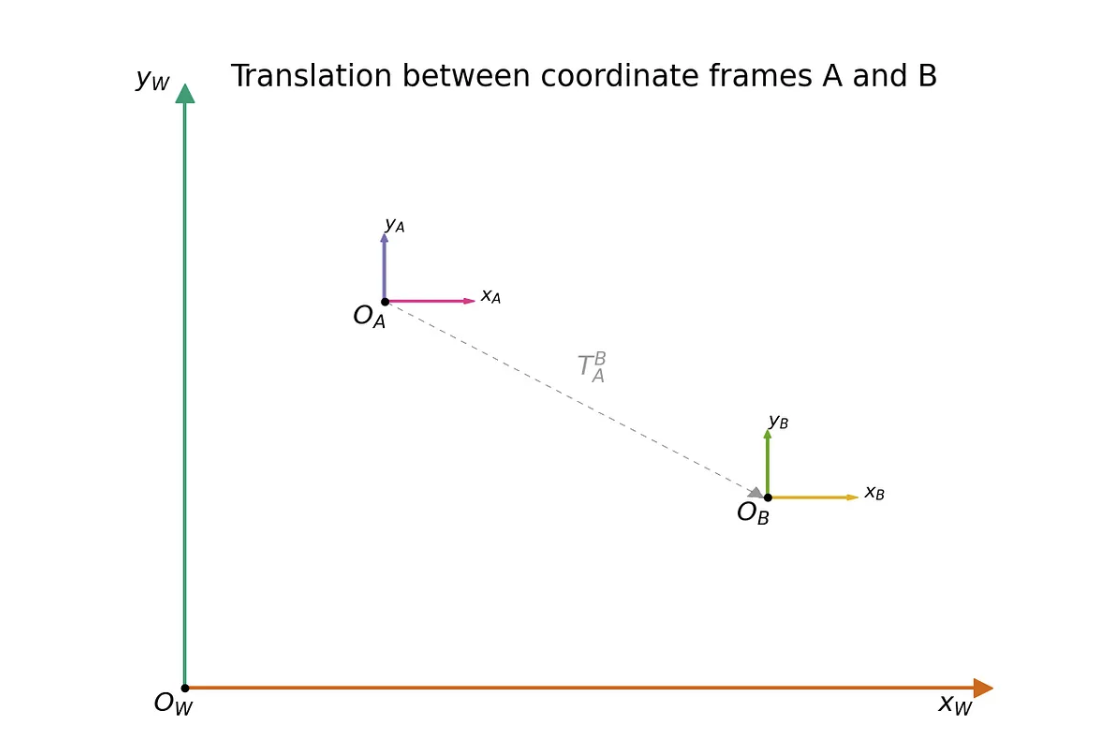 Translation between coordinate frames A and B
y_W
y_A
x_A
O_A
T_A^B
y_B
x_B
O_B
O_W
x_W